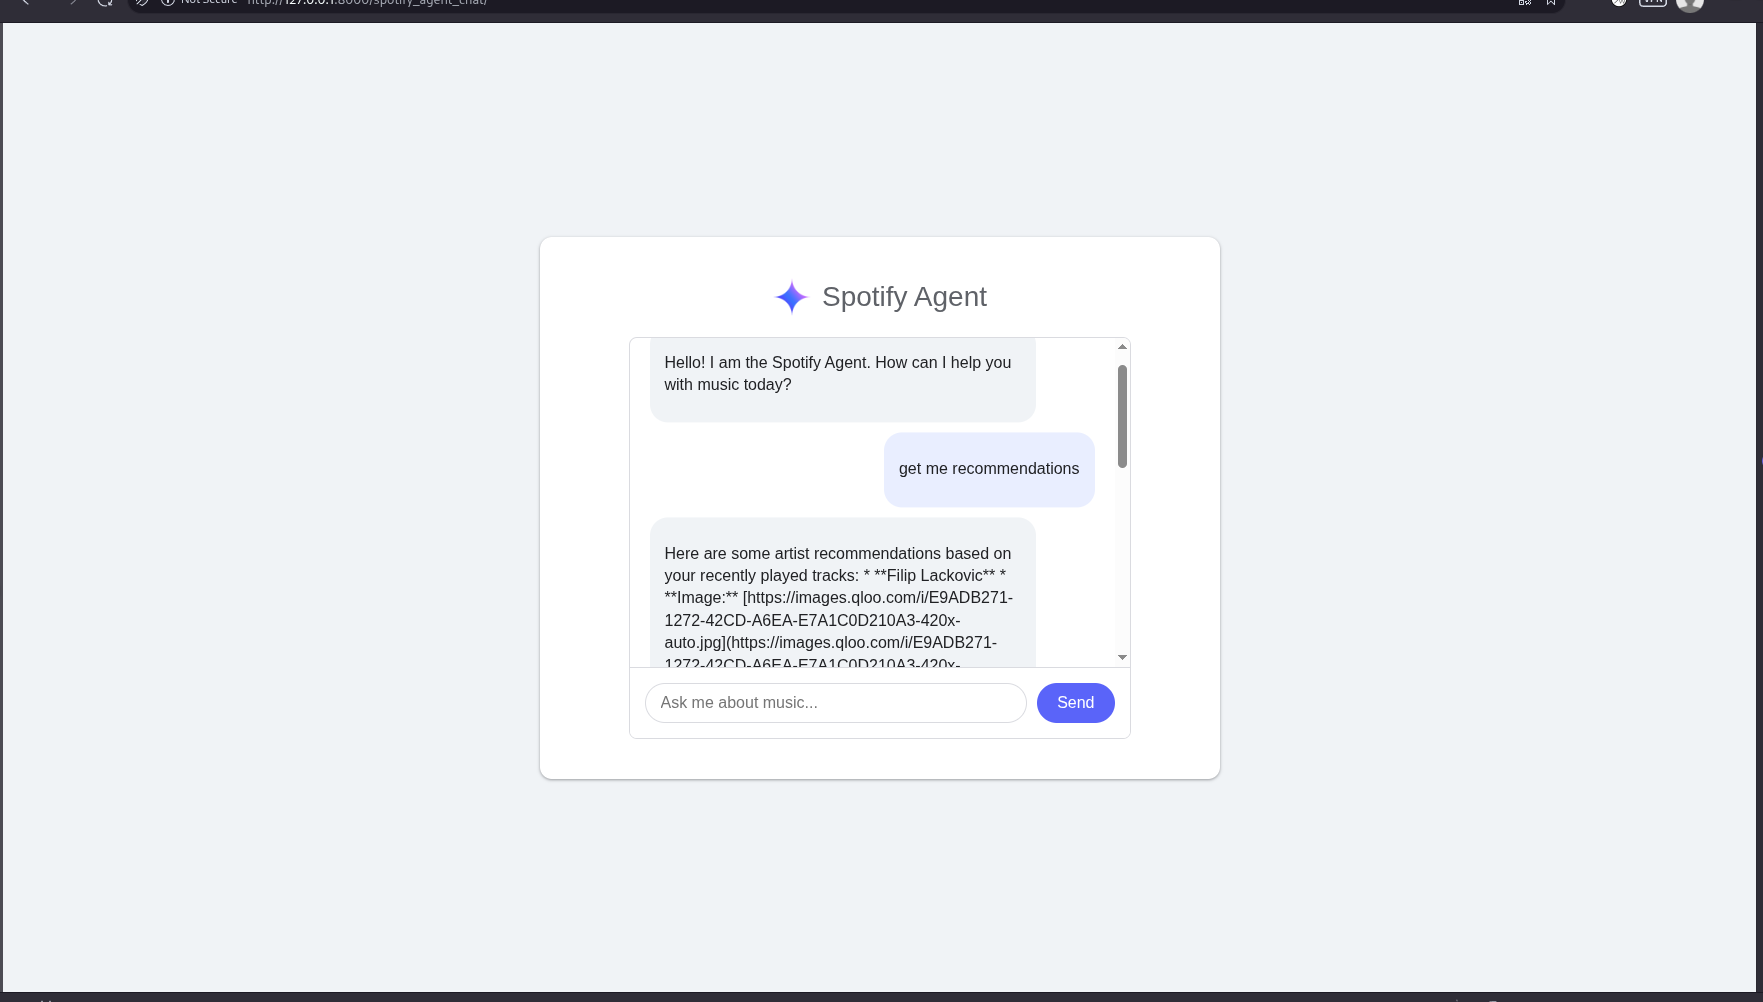 Not Secure http://127.0.0.1:8000/spotify_agent_chat/
VPN
Spotify Agent
Hello! I am the Spotify Agent. How can I help you
with music today?
get me recommendations
Here are some artist recommendations based on
your recently played tracks: * **Filip Lackovic** *
**Image:** [https://images.qloo.com/i/E9ADB271-
1272-42CD-A6EA-E7A1C0D210A3-420x-
auto.jpg](https://images.qloo.com/i/E9ADB271-
1272-42CD-A6EA-E7A1C0D210A3-420x-
Ask me about music...
Send